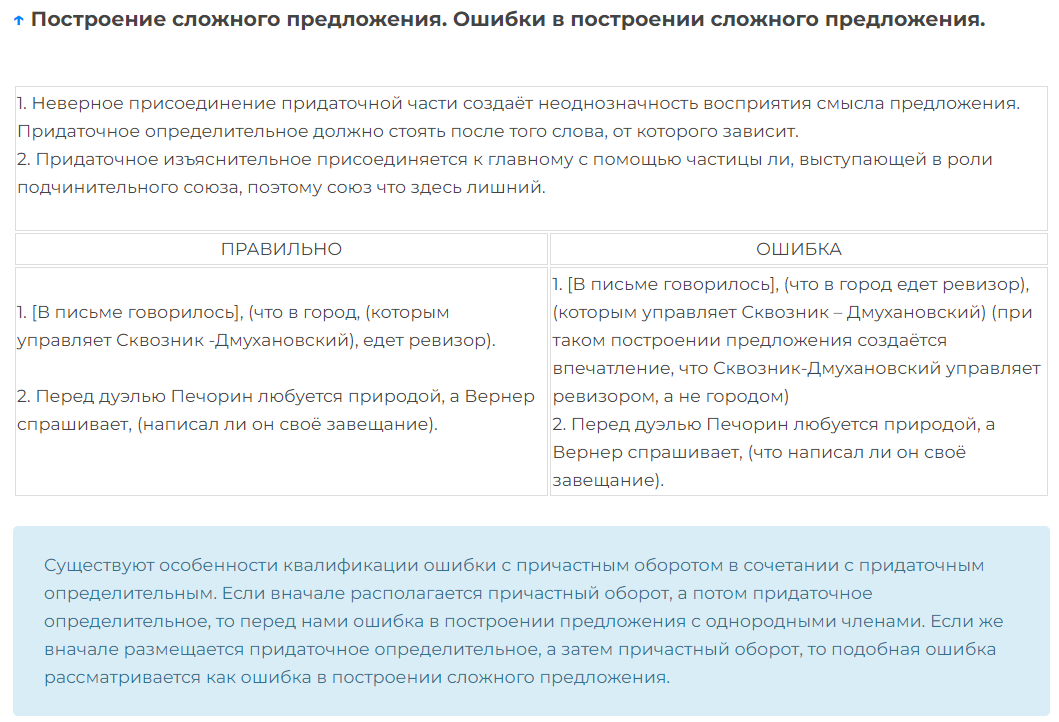 ↑ Построение сложного предложения. Ошибки в построении сложного предложения.
1. Неверное присоединение придаточной части создаёт неоднозначность восприятия смысла предложения.
Придаточное определительное должно стоять после того слова, от которого зависит.
2. Придаточное изъяснительное присоединяется к главному с помощью частицы ли, выступающей в роли
подчинительного союза, поэтому союз что здесь лишний.
ПРАВИЛЬНО
ОШИБКА
1. [В письме говорилось], (что в город, (которым
управляет Сквозник -Дмухановский), едет ревизор).
2. Перед дуэлью Печорин любуется природой, а Вернер
спрашивает, (написал ли он своё завещание).
1. [В письме говорилось], (что в город едет ревизор),
(которым управляет Сквозник – Дмухановский) (при
таком построении предложения создаётся
впечатление, что Сквозник-Дмухановский управляет
ревизором, а не городом)
2. Перед дуэлью Печорин любуется природой, а
Вернер спрашивает, (что написал ли он своё
завещание).
Существуют особенности квалификации ошибки с причастным оборотом в сочетании с придаточным
определительным. Если вначале располагается причастный оборот, а потом придаточное
определительное, то перед нами ошибка в построении предложения с однородными членами. Если же
вначале размещается придаточное определительное, а затем причастный оборот, то подобная ошибка
рассматривается как ошибка в построении сложного предложения.